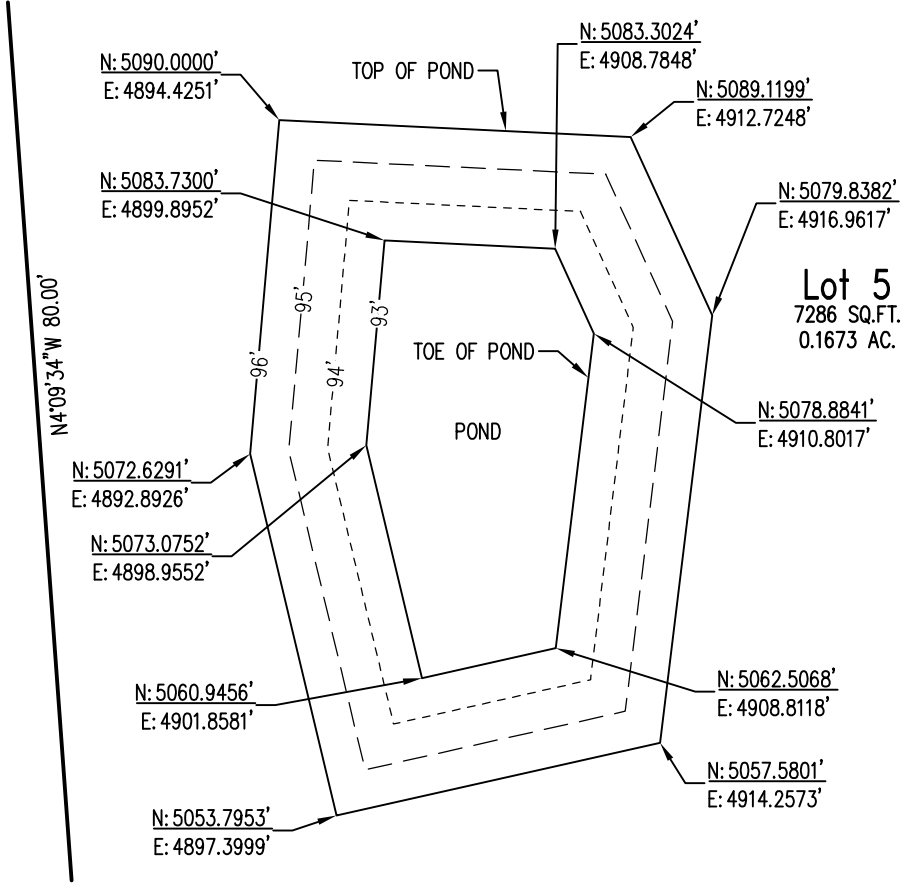 N: 5083.3024'
E: 4908.7848'
N: 5090.0000'
E: 4894.4251'
TOP OF POND
N: 5089.1199'
E: 4912.7248'
N: 5083.7300'
E: 4899.8952'
N: 5079.8382'
E: 4916.9617'
Lot 5
7286 SQ.FT.
0.1673 AC.
N4°09'34"W 80.00'
96'
95'
94'
93'
TOE OF POND
POND
N: 5078.8841'
E: 4910.8017'
N: 5072.6291'
E: 4892.8926'
N: 5073.0752'
E: 4898.9552'
N: 5060.9456'
E: 4901.8581'
N: 5062.5068'
E: 4908.8118'
N: 5057.5801'
E: 4914.2573'
N: 5053.7953'
E: 4897.3999'